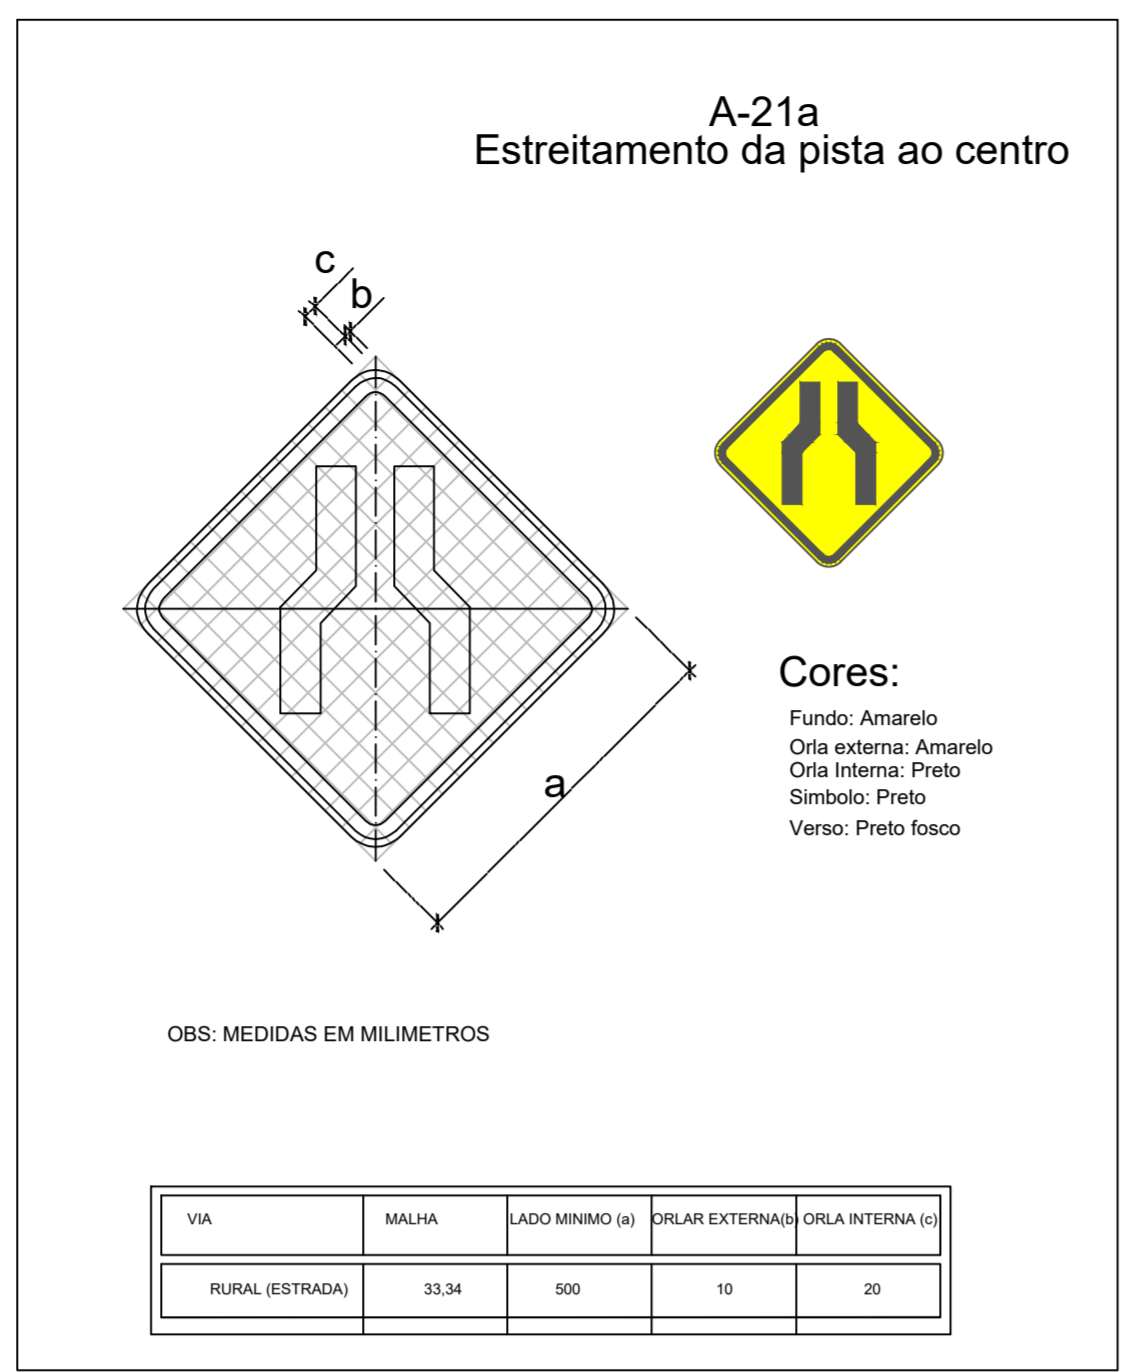 A-21a
Estreitamento da pista ao centro
c
b
a
Cores:
Fundo: Amarelo
Orla externa: Amarelo
Orla Interna: Preto
Simbolo: Preto
Verso: Preto fosco
OBS: MEDIDAS EM MILIMETROS
VIA MALHA LADO MINIMO (a) ORLAR EXTERNA(b) ORLA INTERNA (c)
RURAL (ESTRADA) 33,34 500 10 20